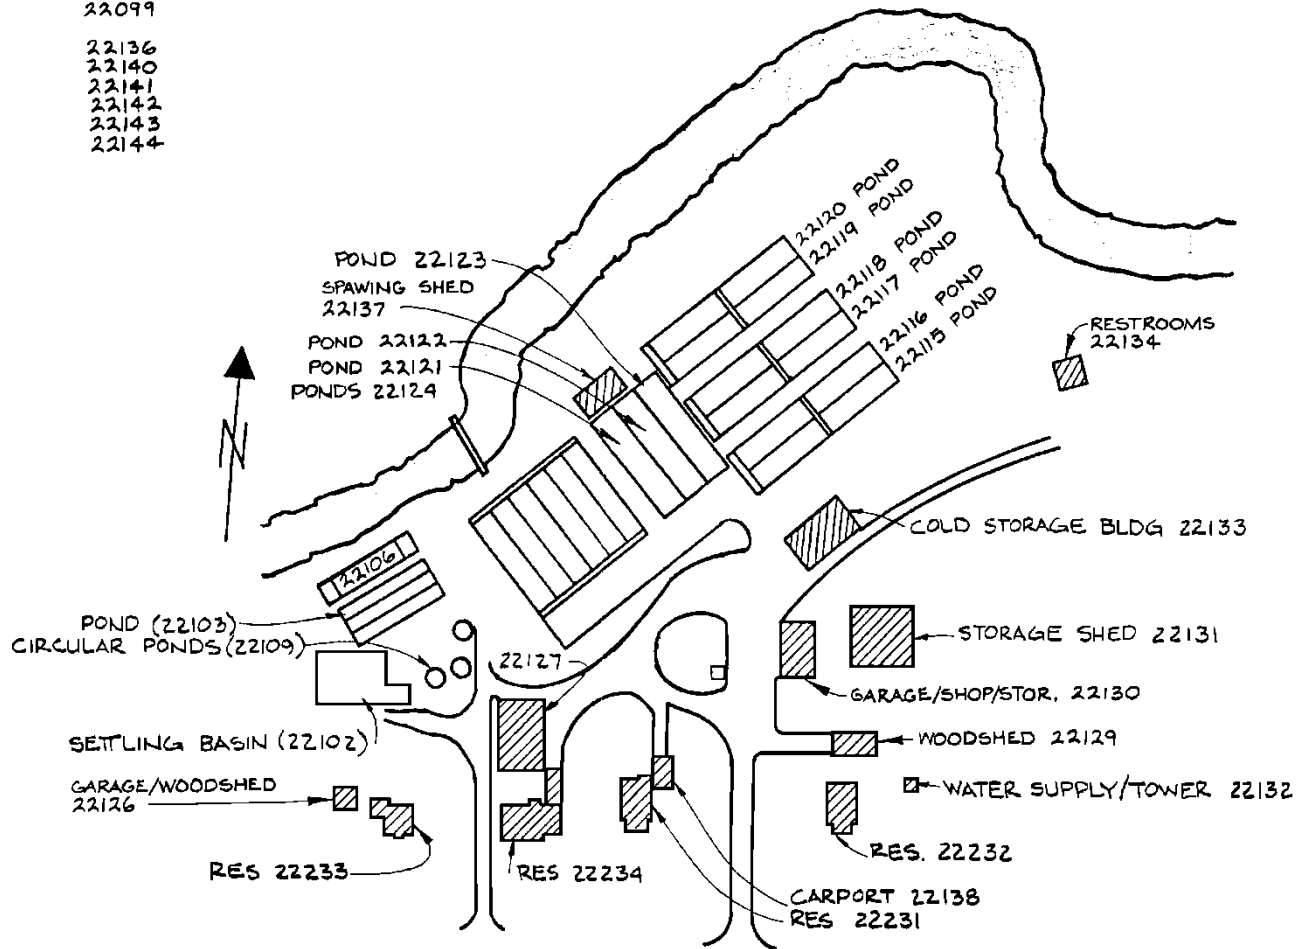 22099
22136
22140
22141
22142
22143
22144
22120 POND
22119 POND
22118 POND
22117 POND
22116 POND
22115 POND
POND 22123
SPAWING SHED
22137
POND 22122
POND 22121
PONDS 22124
RESTROOMS
22134
N
COLD STORAGE BLDG 22133
22106
POND (22103)
CIRCULAR PONDS (22109)
22127
STORAGE SHED 22131
GARAGE/SHOP/STOR. 22130
SETTLING BASIN (22102)
WOODSHED 22129
GARAGE/WOODSHED
22126
WATER SUPPLY/TOWER 22132
RES 22233
RES 22234
RES. 22232
CARPORT 22138
RES 22231